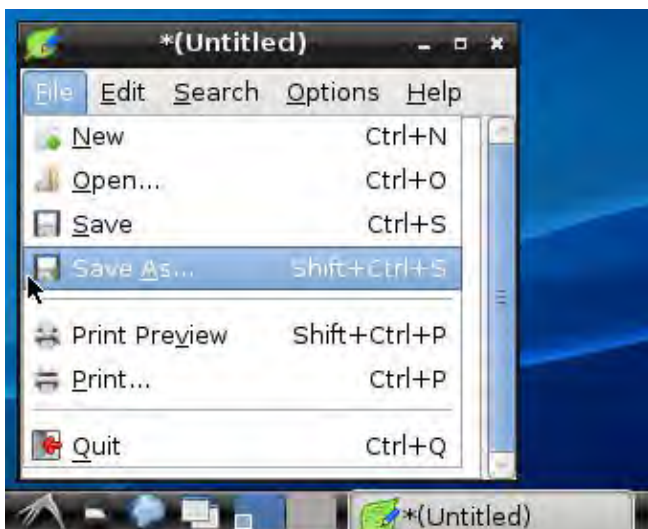 *(Untitled)
File Edit Search Options Help
New Ctrl+N
Open... Ctrl+O
Save Ctrl+S
Save As... Shift+Ctrl+S
Print Preview Shift+Ctrl+P
Print... Ctrl+P
Quit Ctrl+Q
*(Untitled)